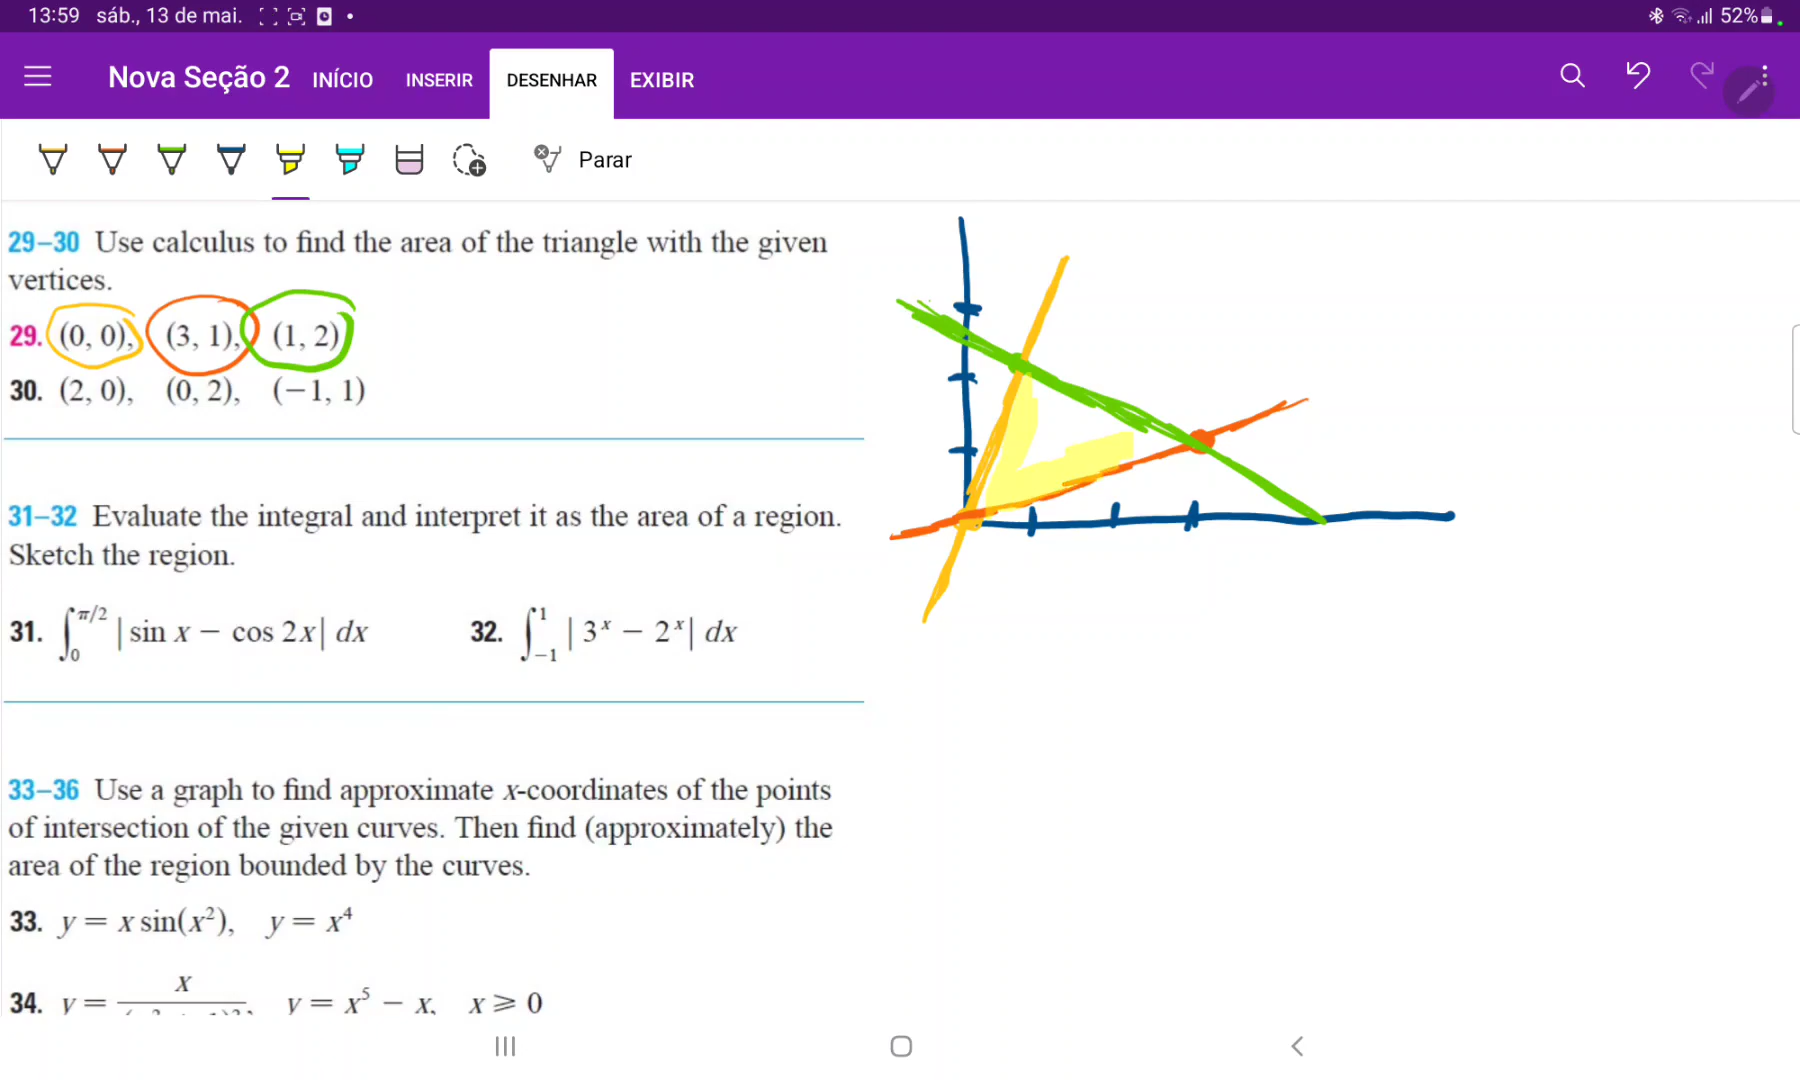 13:59 sáb., 13 de mai. 52%
Nova Seção 2 INÍCIO INSERIR DESENHAR EXIBIR
Parar
29–30 Use calculus to find the area of the triangle with the given
vertices.
29. (0, 0), (3, 1), (1, 2)
30. (2, 0), (0, 2), (−1, 1)
31–32 Evaluate the integral and interpret it as the area of a region.
Sketch the region.
31. ∫₀^(π/2) | sin x − cos 2x | dx 32. ∫₋₁¹ | 3ˣ − 2ˣ | dx
33–36 Use a graph to find approximate x-coordinates of the points
of intersection of the given curves. Then find (approximately) the
area of the region bounded by the curves.
33. y = x sin(x²), y = x⁴
34. y = x y = x⁵ − x, x ⩾ 0